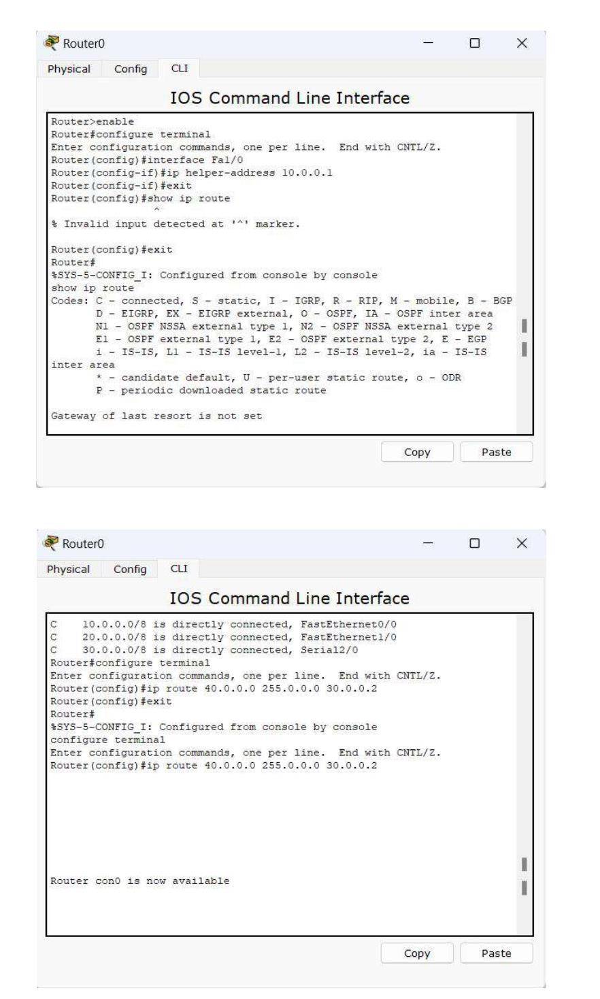 Router0
Physical Config CLI
IOS Command Line Interface
Router>enable
Router#configure terminal
Enter configuration commands, one per line.  End with CNTL/Z.
Router(config)#interface Fa1/0
Router(config-if)#ip helper-address 10.0.0.1
Router(config-if)#exit
Router(config)#show ip route
^
% Invalid input detected at '^' marker.
Router(config)#exit
Router#
%SYS-5-CONFIG_I: Configured from console by console
show ip route
Codes: C - connected, S - static, I - IGRP, R - RIP, M - mobile, B - BGP
D - EIGRP, EX - EIGRP external, O - OSPF, IA - OSPF inter area
N1 - OSPF NSSA external type 1, N2 - OSPF NSSA external type 2
E1 - OSPF external type 1, E2 - OSPF external type 2, E - EGP
i - IS-IS, L1 - IS-IS level-1, L2 - IS-IS level-2, ia - IS-IS
inter area
* - candidate default, U - per-user static route, o - ODR
P - periodic downloaded static route
Gateway of last resort is not set
Copy Paste
Router0
Physical Config CLI
IOS Command Line Interface
C    10.0.0.0/8 is directly connected, FastEthernet0/0
C    20.0.0.0/8 is directly connected, FastEthernet1/0
C    30.0.0.0/8 is directly connected, Serial2/0
Router#configure terminal
Enter configuration commands, one per line.  End with CNTL/Z.
Router(config)#ip route 40.0.0.0 255.0.0.0 30.0.0.2
Router(config)#exit
Router#
%SYS-5-CONFIG_I: Configured from console by console
configure terminal
Enter configuration commands, one per line.  End with CNTL/Z.
Router(config)#ip route 40.0.0.0 255.0.0.0 30.0.0.2
Router con0 is now available
Copy Paste